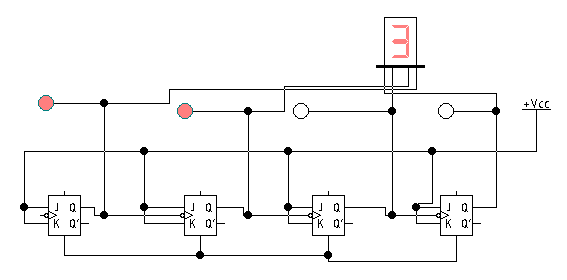 3
+Vcc
J Q J Q J Q J Q
K Q' K Q' K Q' K Q'